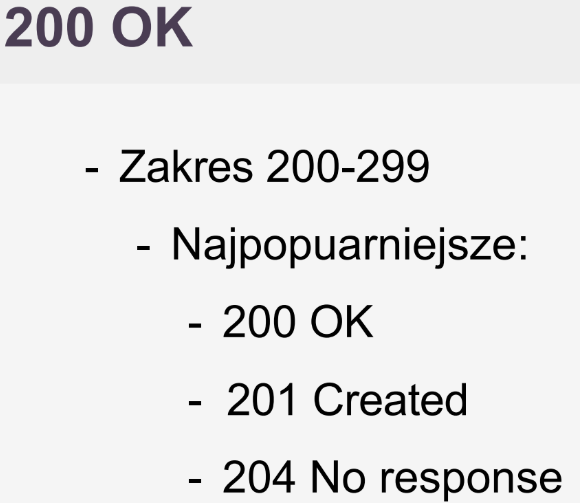 200 OK
- Zakres 200-299
- Najpopuarniejsze:
- 200 OK
- 201 Created
- 204 No response